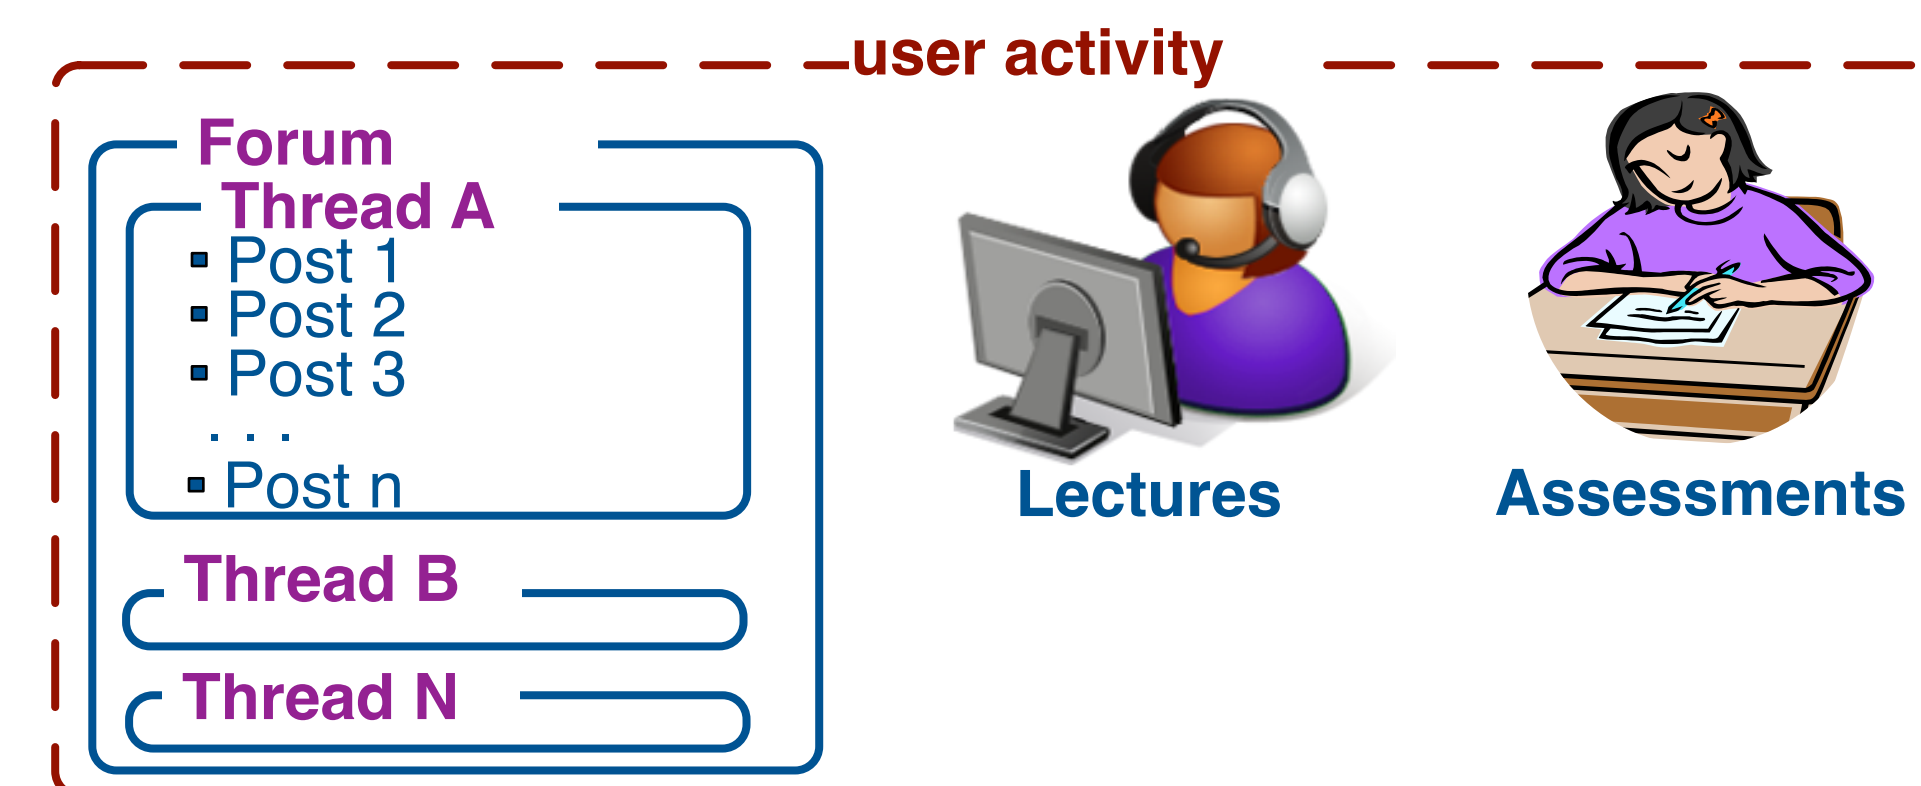 user activity
Forum
Thread A
Post 1
Post 2
Post 3
. . .
Post n
Thread B
Thread N
Lectures
Assessments